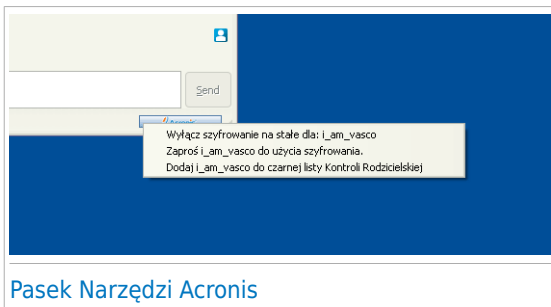 Send
Acronis
Wyłącz szyfrowanie na stałe dla: i_am_vasco
Zaproś i_am_vasco do użycia szyfrowania.
Dodaj i_am_vasco do czarnej listy Kontroli Rodzicielskiej
Pasek Narzędzi Acronis